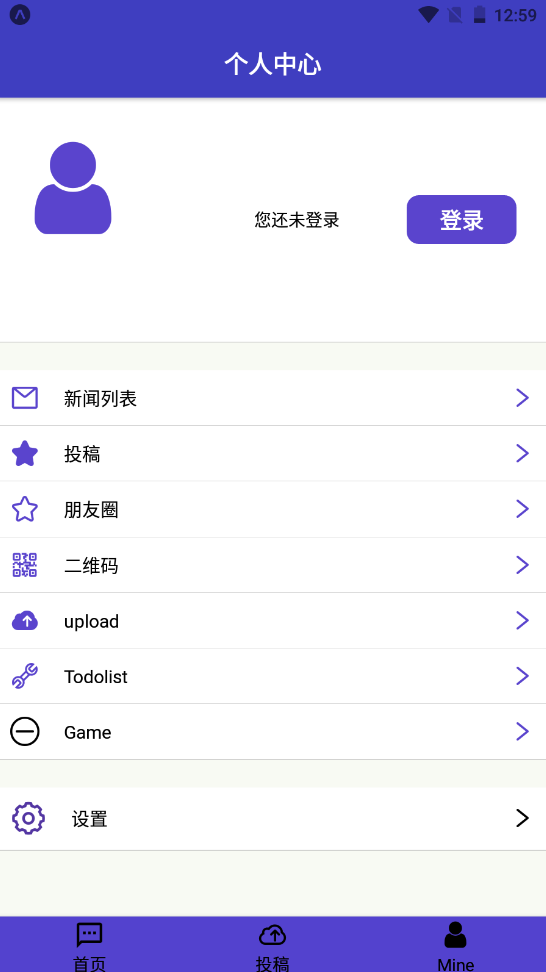 12:59
个人中心
您还未登录
登录
新闻列表
投稿
朋友圈
二维码
upload
Todolist
Game
设置
首页
投稿
Mine